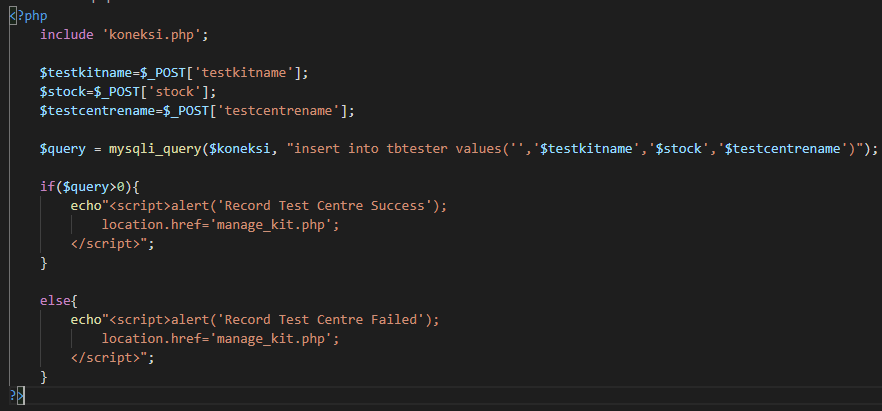 <?php
include 'koneksi.php';
$testkitname=$_POST['testkitname'];
$stock=$_POST['stock'];
$testcentrename=$_POST['testcentrename'];
$query = mysqli_query($koneksi, "insert into tbtester values('','$testkitname','$stock','$testcentrename')");
if($query>0){
echo"<script>alert('Record Test Centre Success');
location.href='manage_kit.php';
</script>";
}
else{
echo"<script>alert('Record Test Centre Failed');
location.href='manage_kit.php';
</script>";
}
?>